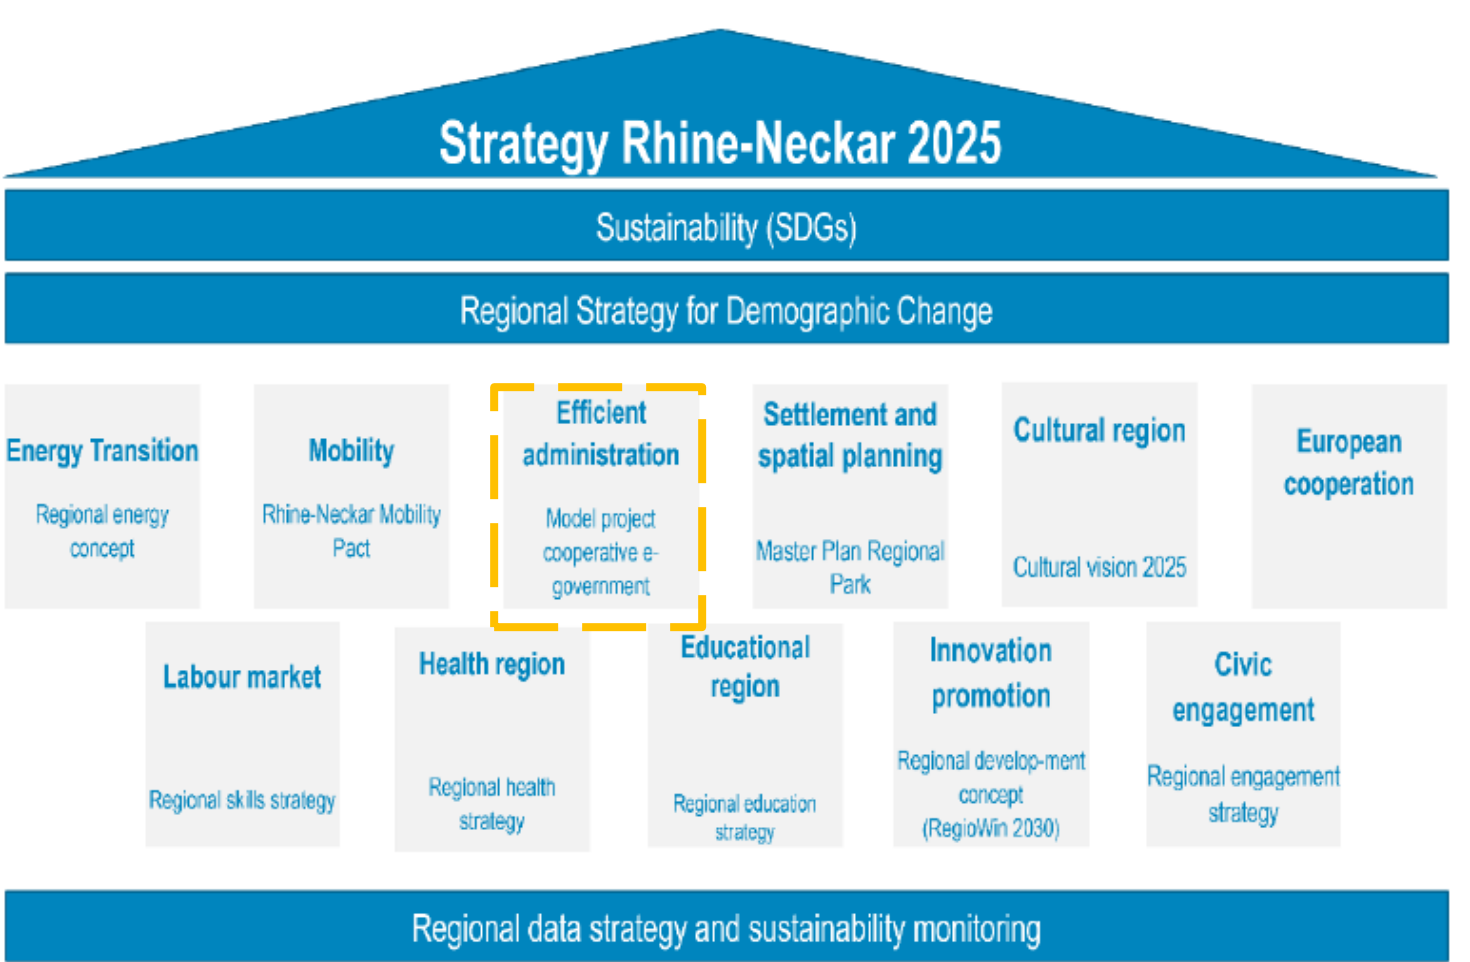 Strategy Rhine-Neckar 2025
Sustainability (SDGs)
Regional Strategy for Demographic Change
Energy Transition
Regional energy
concept
Mobility
Rhine-Neckar Mobility
Pact
Efficient
administration
Model project
cooperative e-
government
Settlement and
spatial planning
Master Plan Regional
Park
Cultural region
Cultural vision 2025
European
cooperation
Labour market
Regional skills strategy
Health region
Regional health
strategy
Educational
region
Regional education
strategy
Innovation
promotion
Regional develop-ment
concept
(RegioWin 2030)
Civic
engagement
Regional engagement
strategy
Regional data strategy and sustainability monitoring